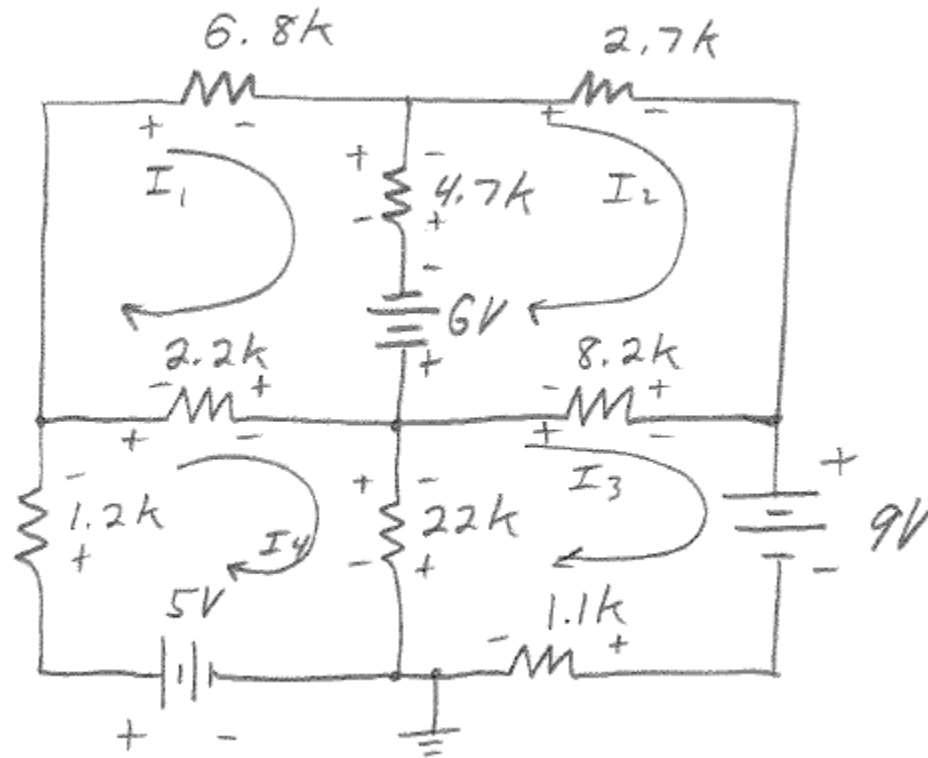 6.8k 2.7k
+ - + -
I1 + - 4.7k I2
- +
-
6V
+
2.2k 8.2k
- + - +
+ - + -
- + - I3 +
1.2k 22k 9V
+ I4 - + -
5V 1.1k
- +
+ -